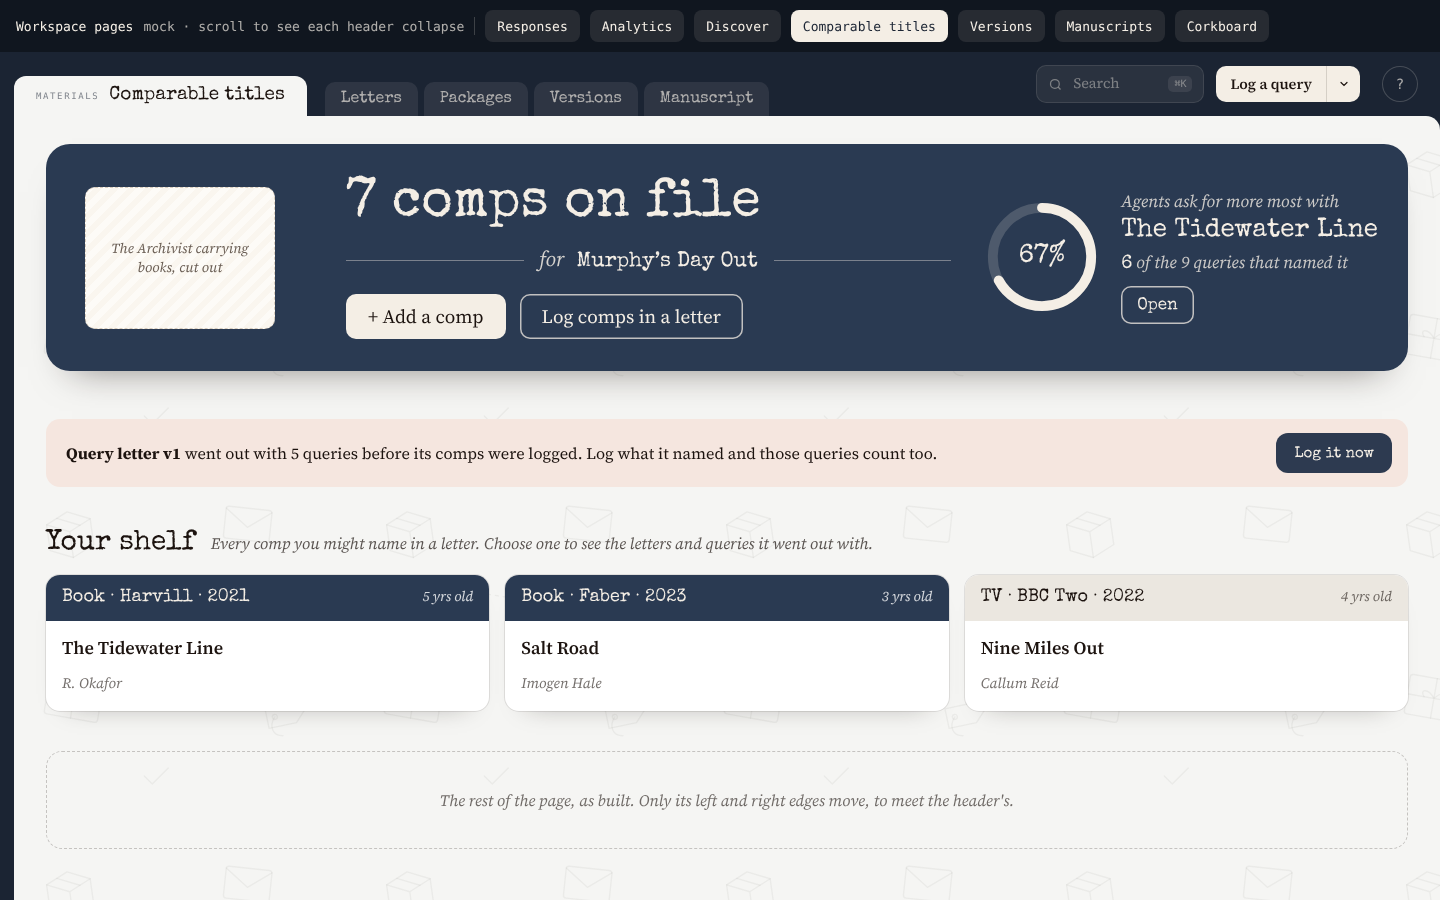 Workspace pages mock · scroll to see each header collapse Responses Analytics Discover Comparable titles Versions Manuscripts Corkboard
MATERIALS Comparable titles Letters Packages Versions Manuscript Search ⌘K Log a query ?
The Archivist carrying
books, cut out
7 comps on file
for Murphy’s Day Out
+ Add a comp Log comps in a letter
67%
Agents ask for more most with
The Tidewater Line
6 of the 9 queries that named it
Open
Query letter v1 went out with 5 queries before its comps were logged. Log what it named and those queries count too. Log it now
Your shelf Every comp you might name in a letter. Choose one to see the letters and queries it went out with.
Book · Harvill · 2021 5 yrs old
The Tidewater Line
R. Okafor
Book · Faber · 2023 3 yrs old
Salt Road
Imogen Hale
TV · BBC Two · 2022 4 yrs old
Nine Miles Out
Callum Reid
The rest of the page, as built. Only its left and right edges move, to meet the header's.